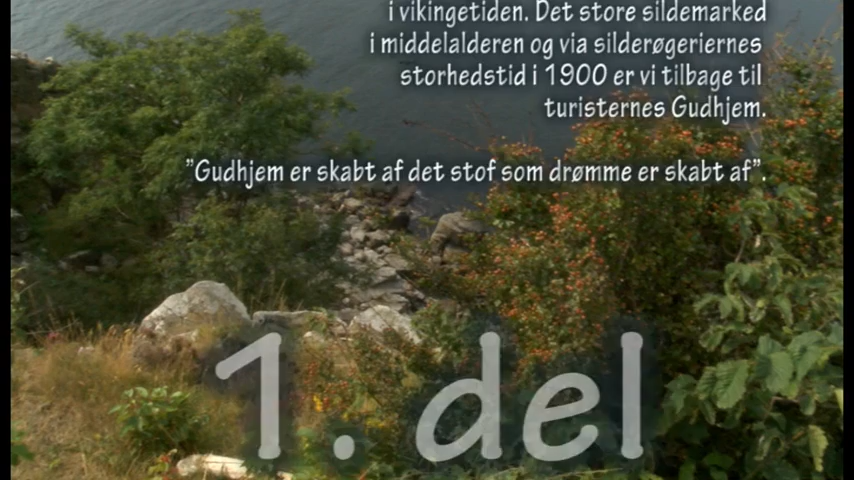 i vikingetiden. Det store sildemarked
i middelalderen og via silderøgeriernes
storhedstid i 1900 er vi tilbage til
turisternes Gudhjem.
”Gudhjem er skabt af det stof som drømme er skabt af”.
1. del